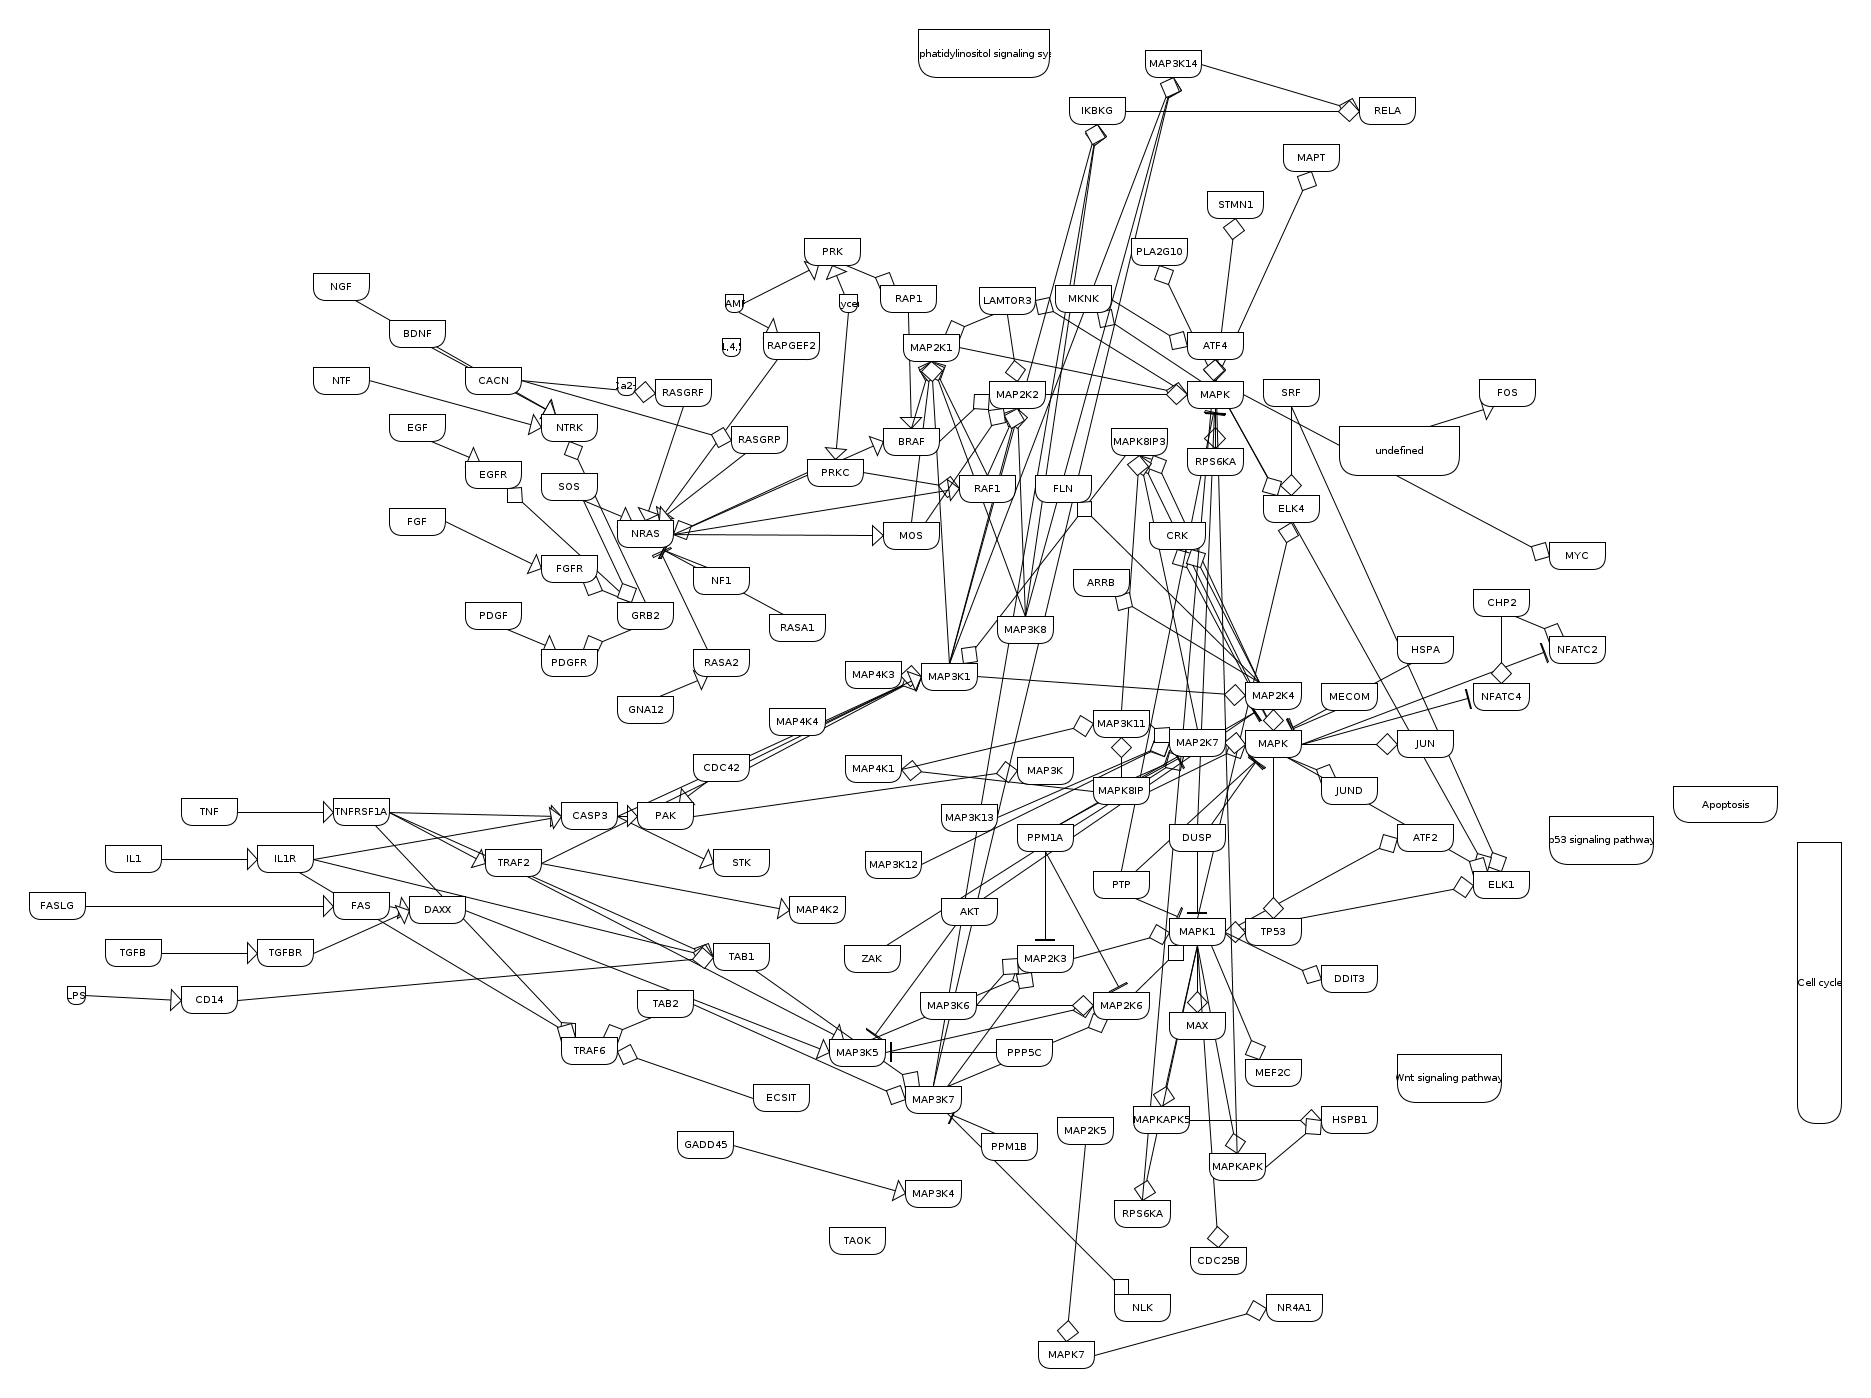 phatidylinositol signaling sys
MAP3K14
IKBKG
RELA
MAPT
STMN1
PRK
PLA2G10
NGF
AMP
ycer
RAP1
LAMTOR3
MKNK
BDNF
1,4,5
RAPGEF2
MAP2K1
ATF4
NTF
CACN
Ca2+
RASGRF
MAP2K2
MAPK
SRF
FOS
EGF
NTRK
RASGRP
BRAF
MAPK8IP3
undefined
EGFR
SOS
PRKC
RAF1
FLN
RPS6KA
FGF
NRAS
MOS
CRK
ELK4
FGFR
NF1
ARRB
MYC
PDGF
GRB2
RASA1
MAP3K8
CHP2
PDGFR
RASA2
MAP4K3
MAP3K1
HSPA
NFATC2
GNA12
MAP4K4
MAP3K11
MAP2K4
MECOM
NFATC4
CDC42
MAP4K1
MAP3K
MAP2K7
MAPK
JUN
TNF
TNFRSF1A
CASP3
PAK
MAP3K13
MAPK8IP
JUND
Apoptosis
IL1
IL1R
TRAF2
STK
MAP3K12
PPM1A
DUSP
ATF2
p53 signaling pathway
FASLG
FAS
DAXX
MAP4K2
AKT
PTP
ELK1
TGFB
TGFBR
TAB1
ZAK
MAP2K3
MAPK1
TP53
LPS
CD14
TAB2
MAP3K6
MAP2K6
DDIT3
Cell cycle
TRAF6
MAP3K5
PPP5C
MAX
ECSIT
MAP3K7
MEF2C
Wnt signaling pathway
GADD45
PPM1B
MAP2K5
MAPKAPK5
HSPB1
MAP3K4
MAPKAPK
TAOK
RPS6KA
CDC25B
NLK
NR4A1
MAPK7